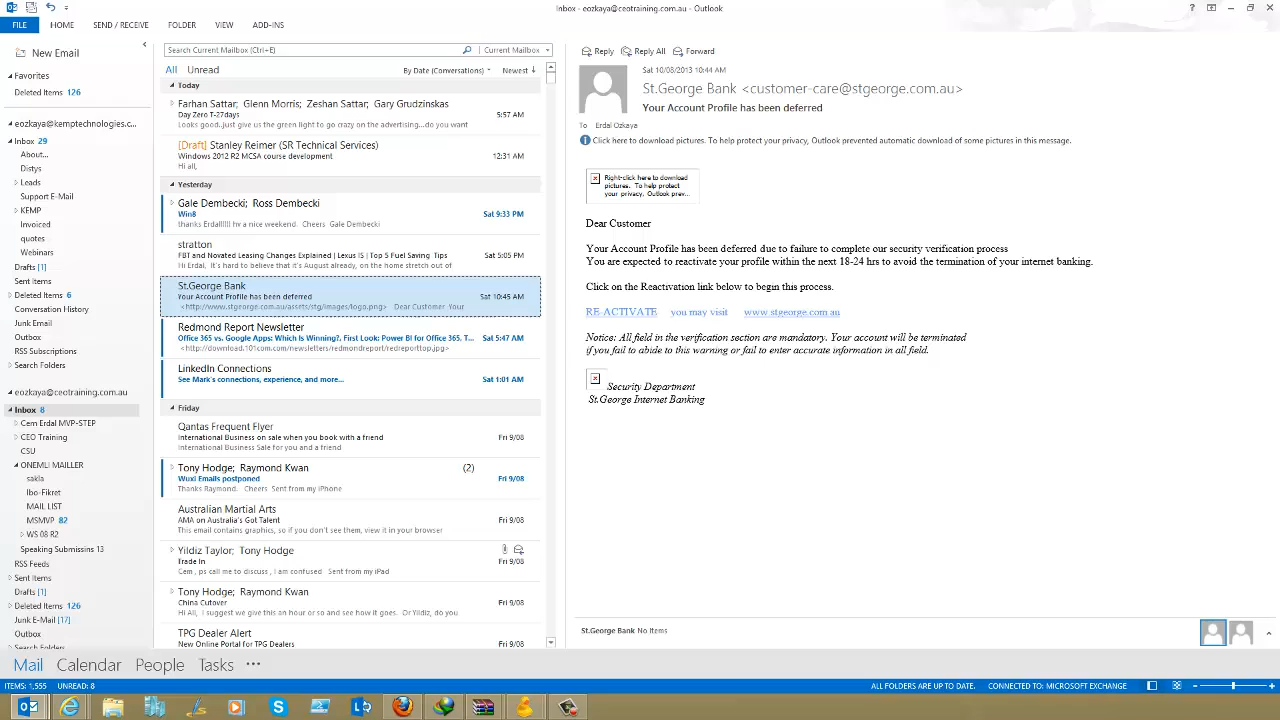 Inbox - eozkaya@ceotraining.com.au - Outlook
FILE
HOME
SEND / RECEIVE
FOLDER
VIEW
ADD-INS
New Email
Favorites
Deleted Items 126
eozkaya@kemptechnologies.c...
Inbox 29
About...
Distys
Leads
Support E-Mail
KEMP
Invoiced
quotes
Webinars
Drafts [1]
Sent Items
Deleted Items 6
Conversation History
Junk Email
Outbox
RSS Subscriptions
Search Folders
eozkaya@ceotraining.com.au
Inbox 8
Cem Erdal MVP-STEP
CEO Training
CSU
ONEMLI MAILLER
sakla
Ibo-Fikret
MAIL LIST
MSMVP 82
WS 08 R2
Speaking Submissins 13
RSS Feeds
Sent Items
Drafts [1]
Deleted Items 126
Junk E-Mail [17]
Outbox
Search Folders
Search Current Mailbox (Ctrl+E)
Current Mailbox
All Unread
By Date (Conversations) Newest
Today
Farhan Sattar; Glenn Morris; Zeshan Sattar; Gary Grudzinskas
Day Zero T-27days 5:57 AM
Looks good..just give us the green light to go crazy on the advertising...do you want
[Draft] Stanley Reimer (SR Technical Services)
Windows 2012 R2 MCSA course development 12:31 AM
Hi all,
Yesterday
Gale Dembecki; Ross Dembecki
Win8 Sat 9:33 PM
thanks Erdal!!!!! hv a nice weekend. Cheers Gale Dembecki
stratton
FBT and Novated Leasing Changes Explained | Lexus IS | Top 5 Fuel Saving Tips Sat 5:05 PM
Hi Erdal, It's hard to believe that it's August already, on the home stretch out of
St.George Bank
Your Account Profile has been deferred Sat 10:45 AM
<http://www.stgeorge.com.au/assets/stg/images/logo.png> Dear Customer Your
Redmond Report Newsletter
Office 365 vs. Google Apps: Which Is Winning?, First Look: Power BI for Office 365. T... Sat 5:47 AM
<http://download.101com.com/newsletters/redmondreport/redreporttop.jpg>
LinkedIn Connections
See Mark's connections, experience, and more... Sat 1:01 AM
Friday
Qantas Frequent Flyer
International Business on sale when you book with a friend Fri 9/08
International Business Sale for you and a friend
Tony Hodge; Raymond Kwan (2)
Wuxi Emails postponed Fri 9/08
Thanks Raymond. Cheers Sent from my iPhone
Australian Martial Arts
AMA on Australia's Got Talent Fri 9/08
This email contains graphics, so if you don't see them, view it in your browser
Yildiz Taylor; Tony Hodge
Trade In Fri 9/08
Cem , ps call me to discuss , I am confused Sent from my iPad
Tony Hodge; Raymond Kwan
China Cutover Fri 9/08
Hi All, I suggest we give this an hour or so and see how it goes. Or Yildiz, do you
TPG Dealer Alert
New Online Portal for TPG Dealers Fri 9/08
Reply Reply All Forward
Sat 10/08/2013 10:44 AM
St.George Bank <customer-care@stgeorge.com.au>
Your Account Profile has been deferred
To Erdal Ozkaya
Click here to download pictures. To help protect your privacy, Outlook prevented automatic download of some pictures in this message.
Right-click here to download
pictures. To help protect
your privacy, Outlook prev...
Dear Customer
Your Account Profile has been deferred due to failure to complete our security verification process
You are expected to reactivate your profile within the next 18-24 hrs to avoid the termination of your internet banking.
Click on the Reactivation link below to begin this process.
RE-ACTIVATE you may visit www.stgeorge.com.au
Notice: All field in the verification section are mandatory. Your account will be terminated
if you fail to abide to this warning or fail to enter accurate information in all field.
Security Department
St.George Internet Banking
St.George Bank No Items
Mail Calendar People Tasks ...
ITEMS: 1,555 UNREAD: 8
ALL FOLDERS ARE UP TO DATE. CONNECTED TO: MICROSOFT EXCHANGE